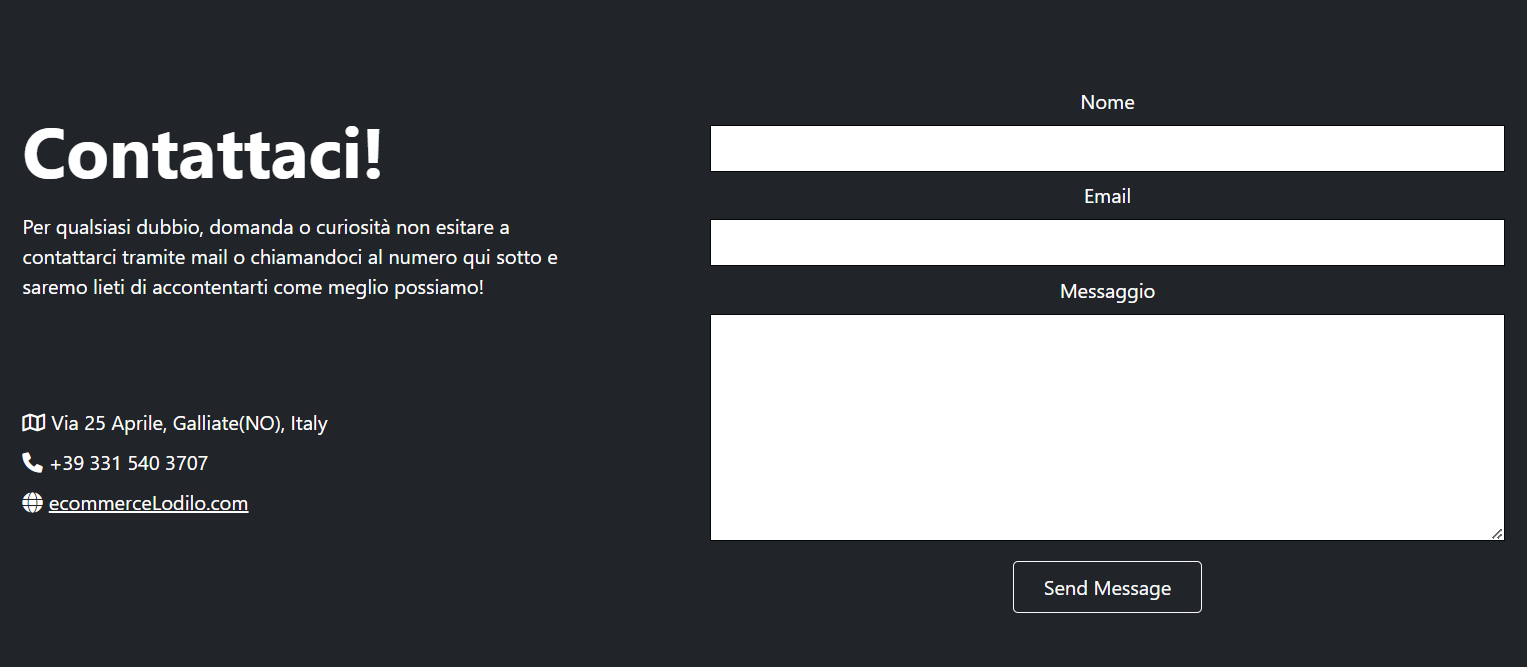 Contattaci!
Per qualsiasi dubbio, domanda o curiosità non esitare a
contattarci tramite mail o chiamandoci al numero qui sotto e
saremo lieti di accontentarti come meglio possiamo!
Via 25 Aprile, Galliate(NO), Italy
+39 331 540 3707
ecommerceLodilo.com
Nome
Email
Messaggio
Send Message